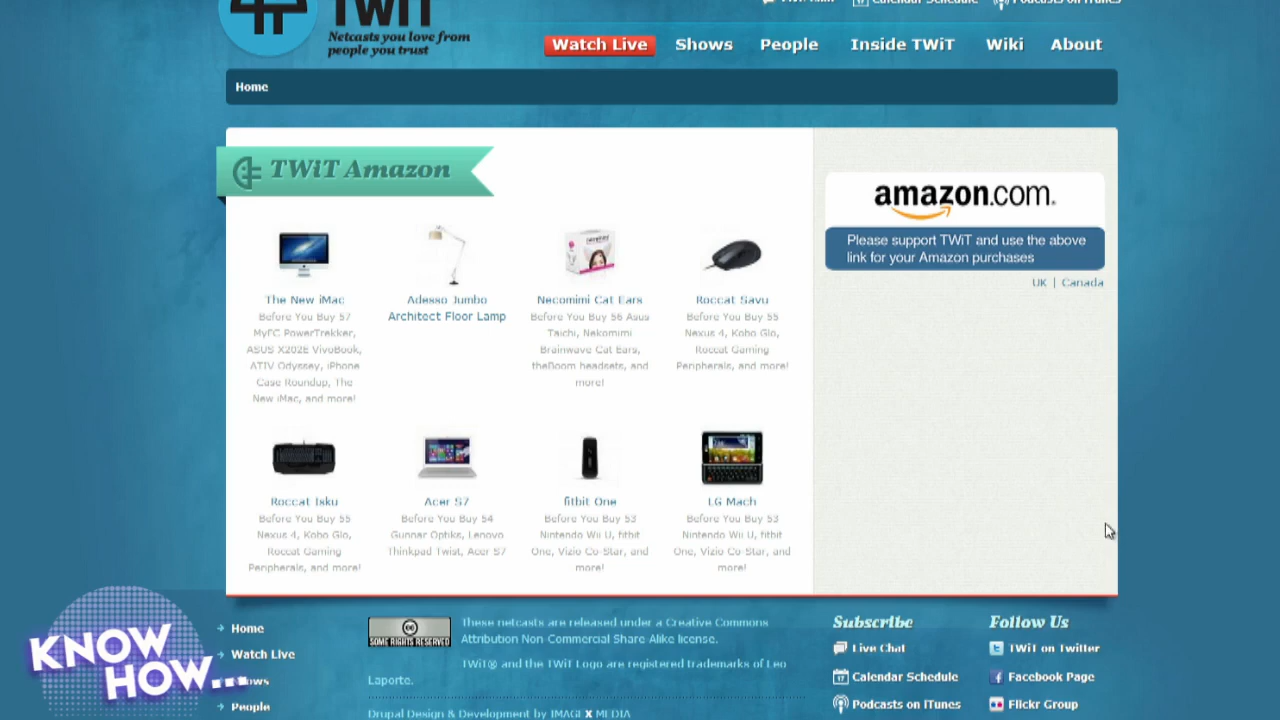 TWiT
Calendar Schedule
Podcasts on iTunes
Netcasts you love from
people you trust
Watch Live
Shows
People
Inside TWiT
Wiki
About
Home
TWiT Amazon
amazon.com
Please support TWiT and use the above
link for your Amazon purchases
UK | Canada
The New iMac
Before You Buy 57
MyFC PowerTrekker,
ASUS X202E VivoBook,
ATIV Odyssey, iPhone
Case Roundup, The
New iMac, and more!
Adesso Jumbo
Architect Floor Lamp
Necomimi Cat Ears
Before You Buy 56 Asus
Taichi, Nekomimi
Brainwave Cat Ears,
theBoom headsets, and
more!
Roccat Savu
Before You Buy 55
Nexus 4, Kobo Glo,
Roccat Gaming
Peripherals, and more!
Roccat Isku
Before You Buy 55
Nexus 4, Kobo Glo,
Roccat Gaming
Peripherals, and more!
Acer S7
Before You Buy 54
Gunnar Optiks, Lenovo
Thinkpad Twist, Acer S7
fitbit One
Before You Buy 53
Nintendo Wii U, fitbit
One, Vizio Co-Star, and
more!
LG Mach
Before You Buy 53
Nintendo Wii U, fitbit
One, Vizio Co-Star, and
more!
KNOW
HOW...
Home
Watch Live
People
SOME RIGHTS RESERVED
These netcasts are released under a Creative Commons
Attribution Non-Commercial Share-Alike license.
TWiT® and the TWiT Logo are registered trademarks of Leo
Laporte.
Drupal Design & Development by IMAGEX MEDIA
Subscribe
Live Chat
Calendar Schedule
Podcasts on iTunes
Follow Us
TWiT on Twitter
Facebook Page
Flickr Group